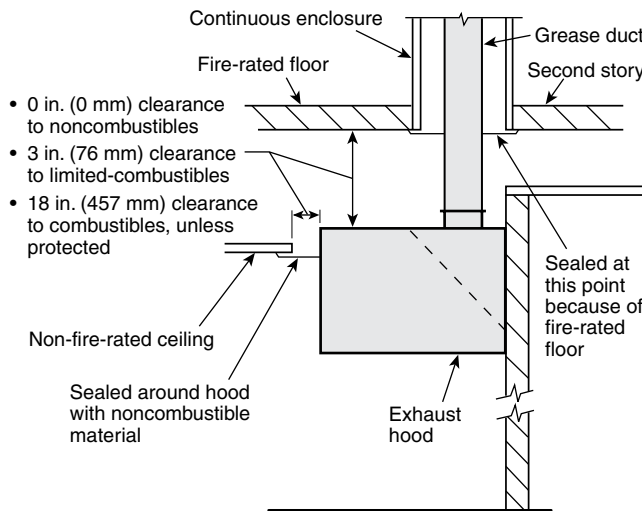 Continuous enclosure
Grease duct
Fire-rated floor
Second story
• 0 in. (0 mm) clearance
to noncombustibles
• 3 in. (76 mm) clearance
to limited-combustibles
• 18 in. (457 mm) clearance
to combustibles, unless
protected
Non-fire-rated ceiling
Sealed around hood
with noncombustible
material
Exhaust
hood
Sealed at
this point
because of
fire-rated
floor